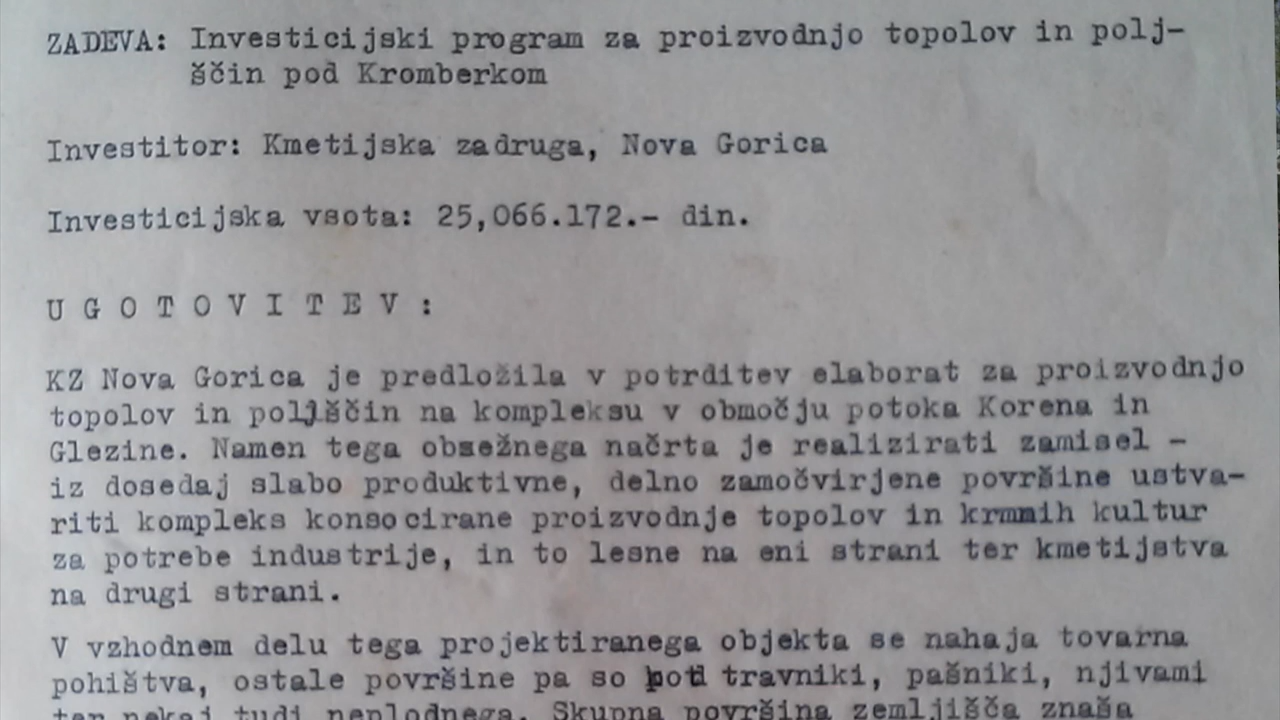 ZADEVA: Investicijski program za proizvodnjo topolov in polj-
ščin pod Kromberkom
Investitor: Kmetijska zadruga, Nova Gorica
Investicijska vsota: 25,066.172.- din.
U G O T O V I T E V :
KZ Nova Gorica je predložila v potrditev elaborat za proizvodnjo
topolov in poljščin na kompleksu v območju potoka Korena in
Glezine. Namen tega obsežnega načrta je realizirati zamisel -
iz dosedaj slabo produktivne, delno zamočvirjene površine ustva-
riti kompleks konsocirane proizvodnje topolov in krmnih kultur
za potrebe industrije, in to lesne na eni strani ter kmetijstva
na drugi strani.
V vzhodnem delu tega projektiranega objekta se nahaja tovarna
pohištva, ostale površine pa so pod travniki, pašniki, njivami
ter nekaj tudi neplodnega. Skupna površina zemljišča znaša